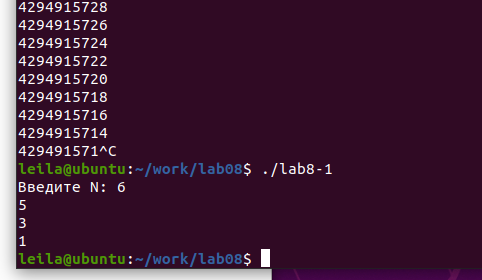 4294915728
4294915726
4294915724
4294915722
4294915720
4294915718
4294915716
4294915714
429491571^C
leila@ubuntu:~/work/lab08$ ./lab8-1
Введите N: 6
5
3
1
leila@ubuntu:~/work/lab08$